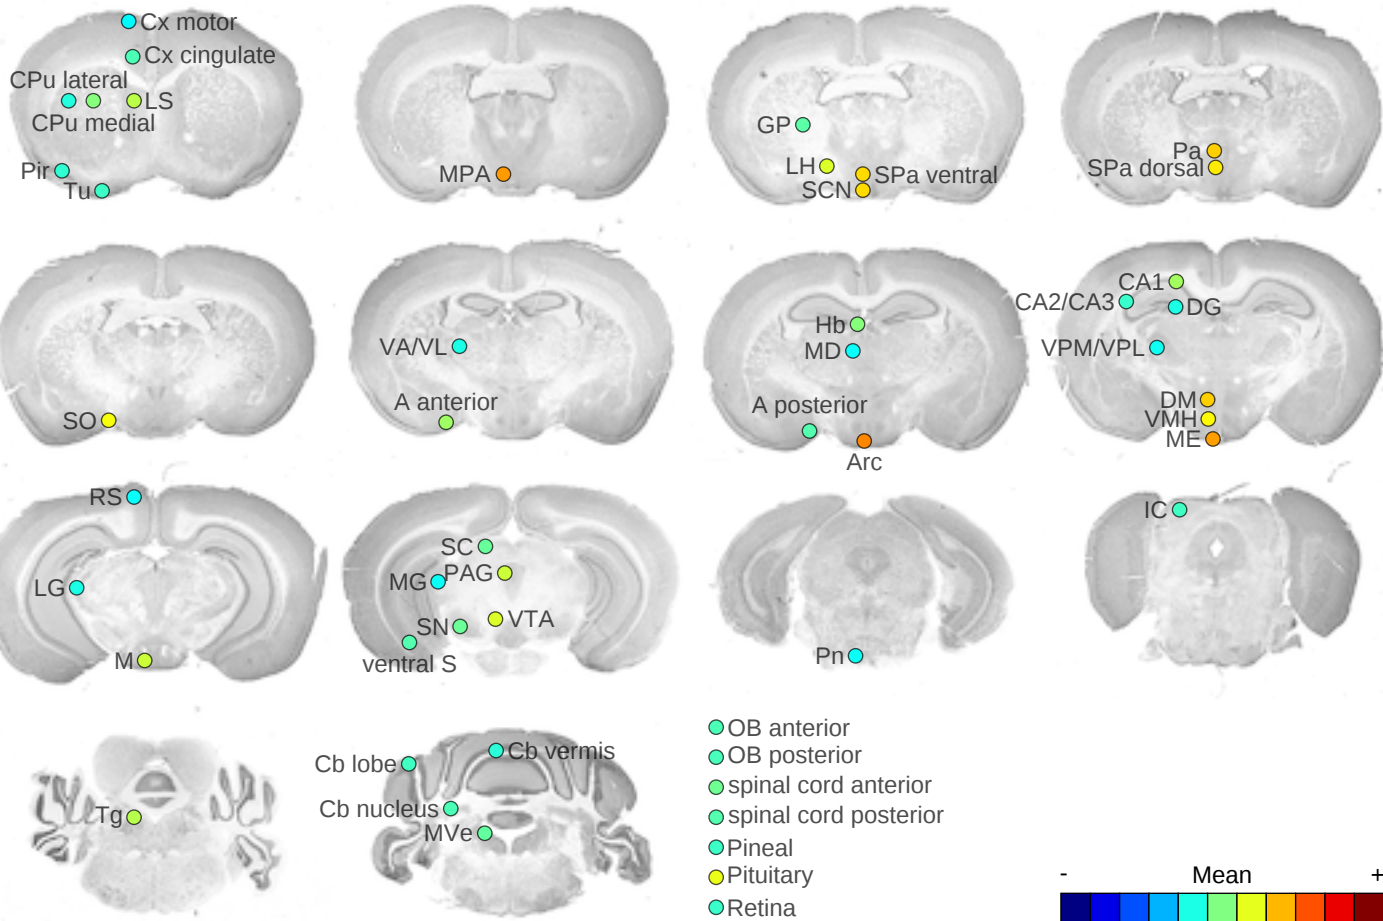 Cx motor
Cx cingulate
CPu lateral
LS
CPu medial
Pir
Tu
MPA
GP
LH
SPa ventral
SCN
Pa
SPa dorsal
SO
VA/VL
A anterior
Hb
MD
A posterior
Arc
CA1
CA2/CA3
DG
VPM/VPL
DM
VMH
ME
RS
LG
M
SC
MG
PAG
SN
VTA
ventral S
Pn
IC
Tg
Cb lobe
Cb vermis
Cb nucleus
MVe
OB anterior
OB posterior
spinal cord anterior
spinal cord posterior
Pineal
Pituitary
Retina
- Mean +